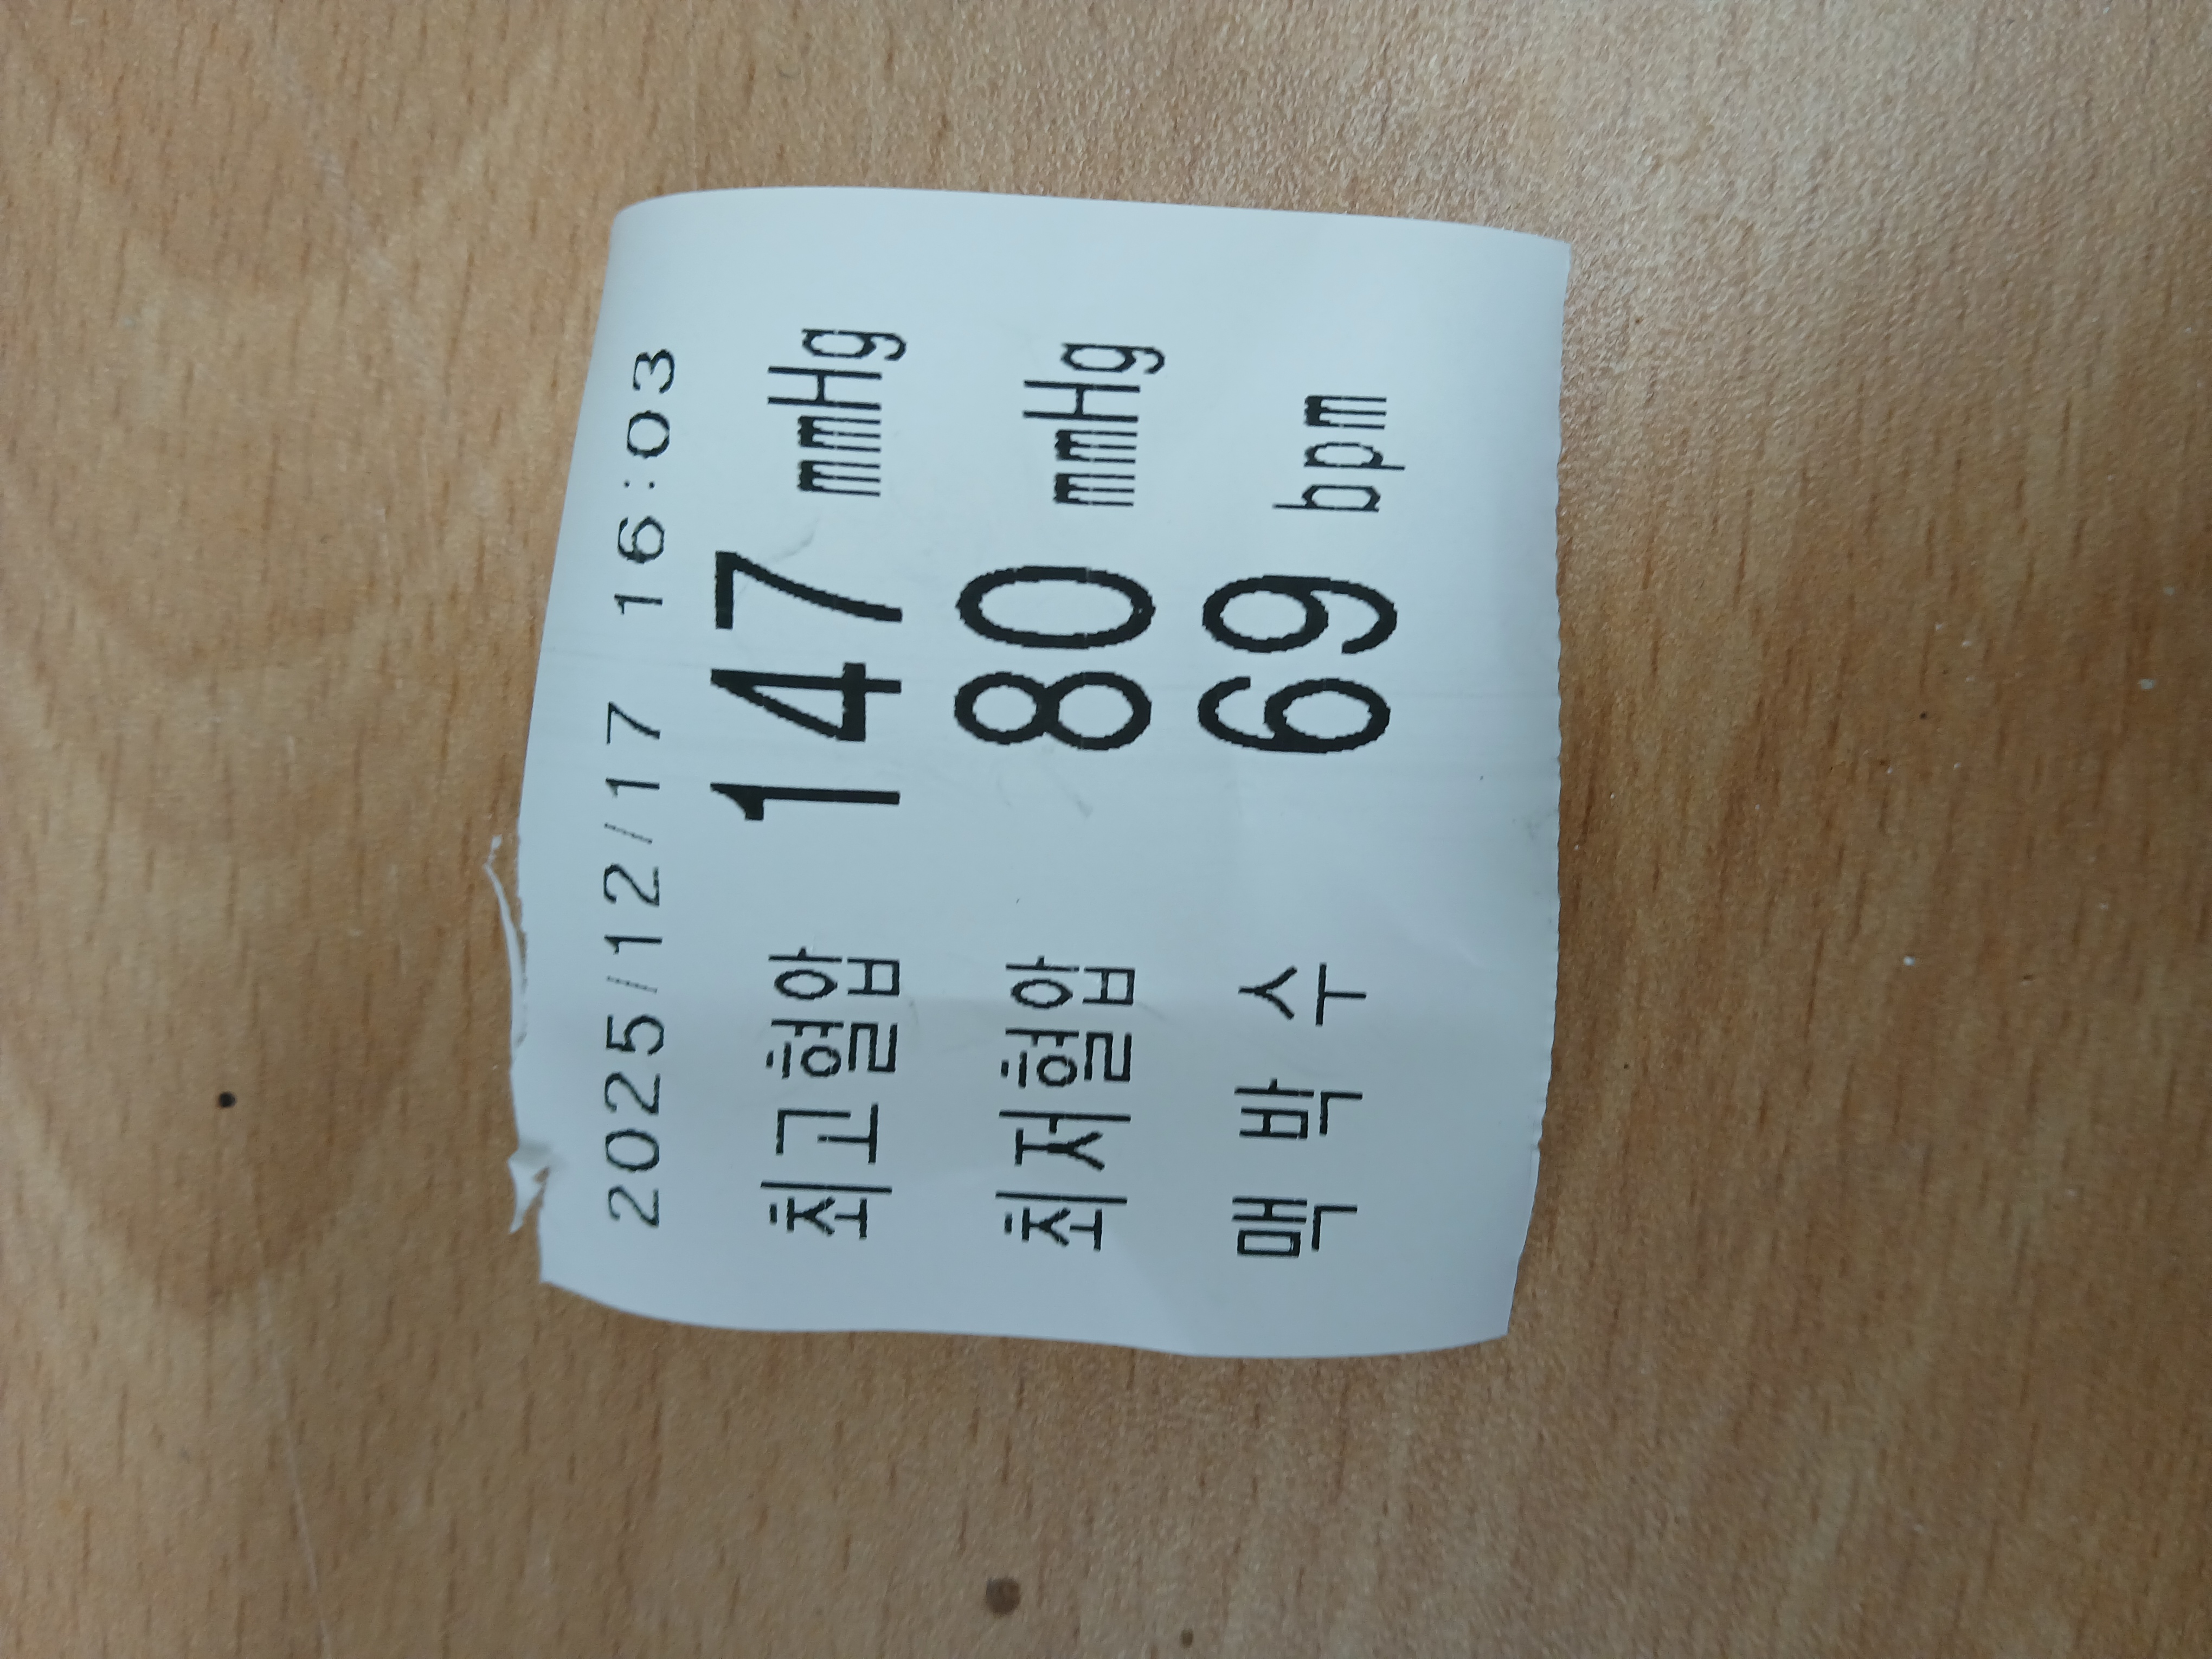 2025/12/17 16:03
최고혈압 147 mmHg
최저혈압 80 mmHg
맥 박 수 69 bpm